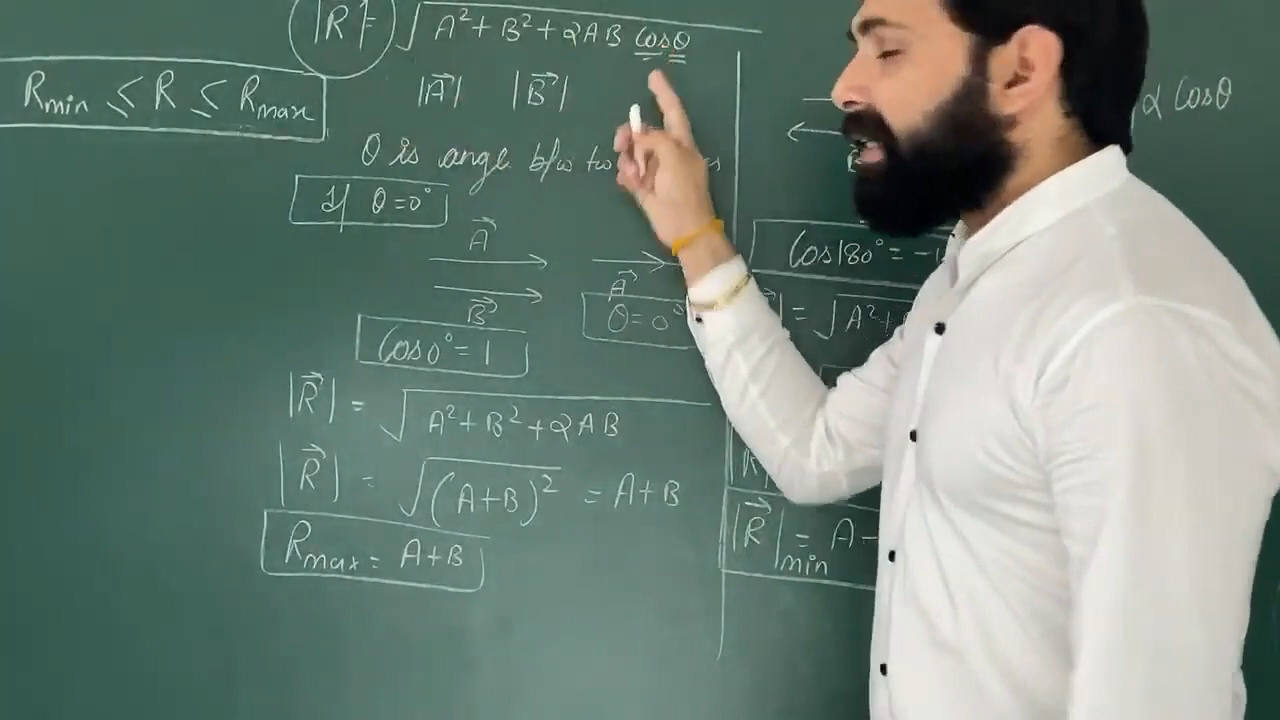 |R| = √A² + B² + 2AB cosθ
Rmin ≤ R ≤ Rmax
|A⃗| |B⃗|
θ is angle b/w
If θ = 0°
A⃗
B⃗
A⃗
θ = 0°
Cos0° = 1
|R⃗| = √A² + B² + 2AB
|R⃗| = √(A+B)² = A+B
Rmax = A+B
α Cosθ
Cos180° = -1
= √A² +
|R⃗|min = A-